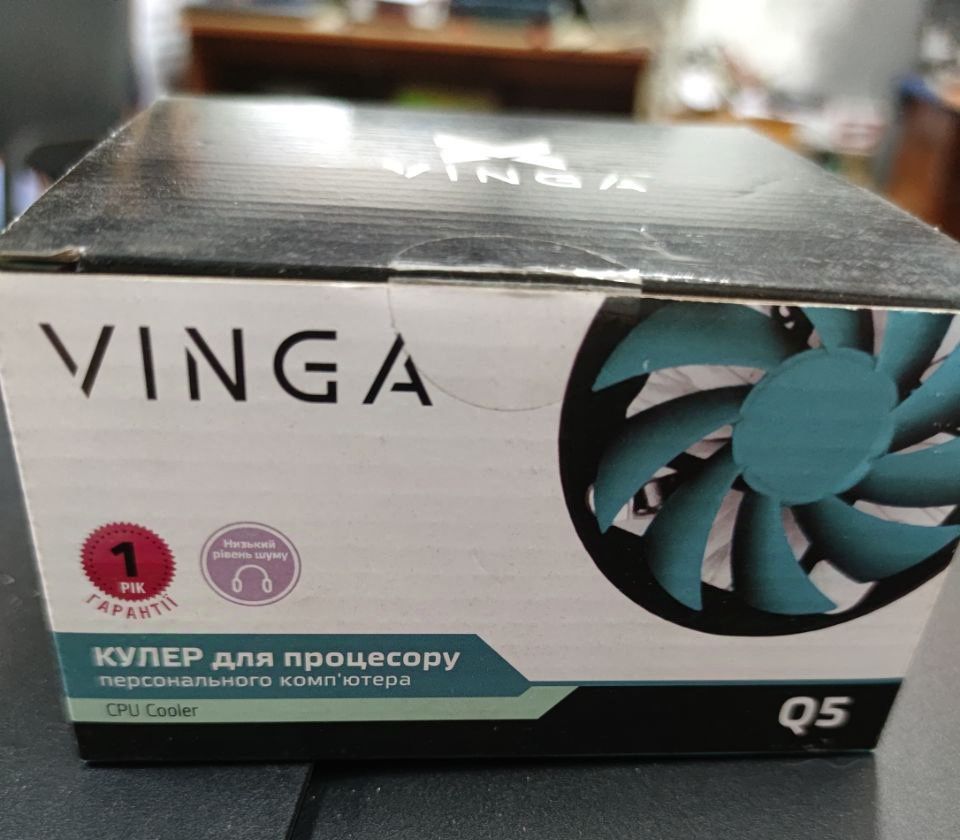 VINGA
VINGA
1
РІК
ГАРАНТІЇ
Низький
рівень шуму
КУЛЕР для процесору
персонального комп'ютера
CPU Cooler
Q5